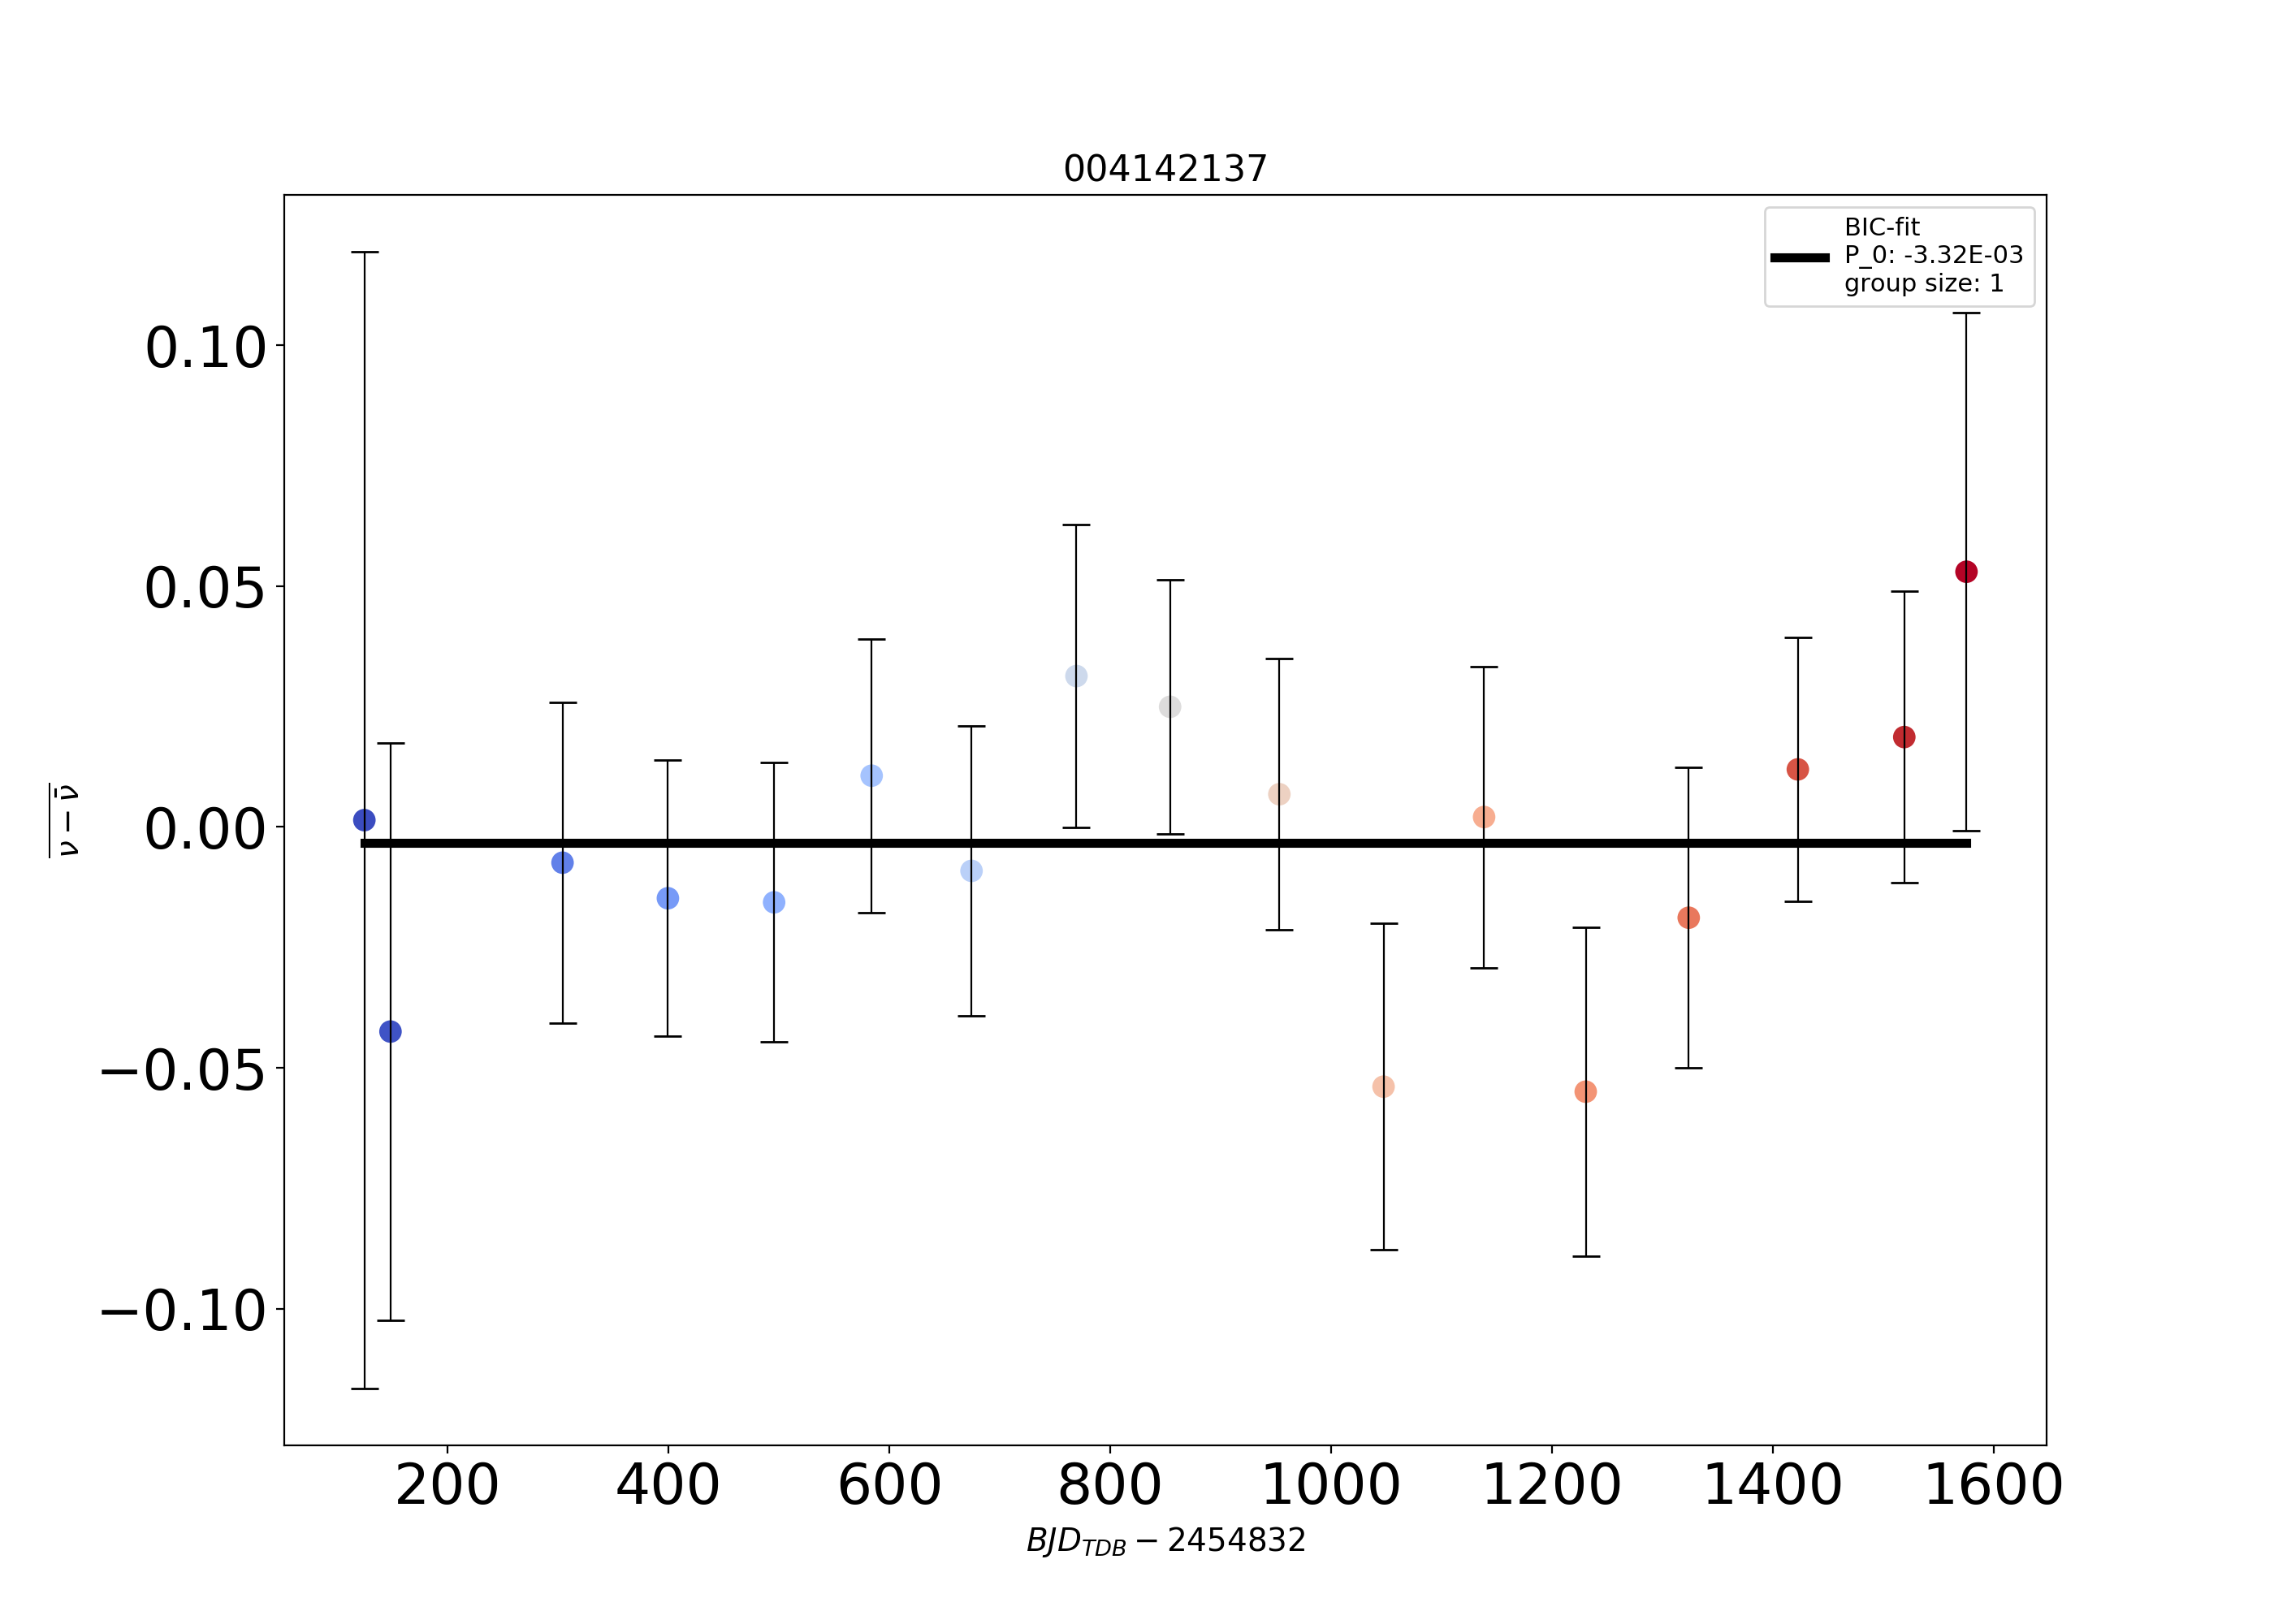 004142137
BIC-fit
P_0: -3.32E-03
group size: 1
0.10
0.05
0.00
−0.05
−0.10
ν − ν̄
200 400 600 800 1000 1200 1400 1600
BJD_TDB − 2454832